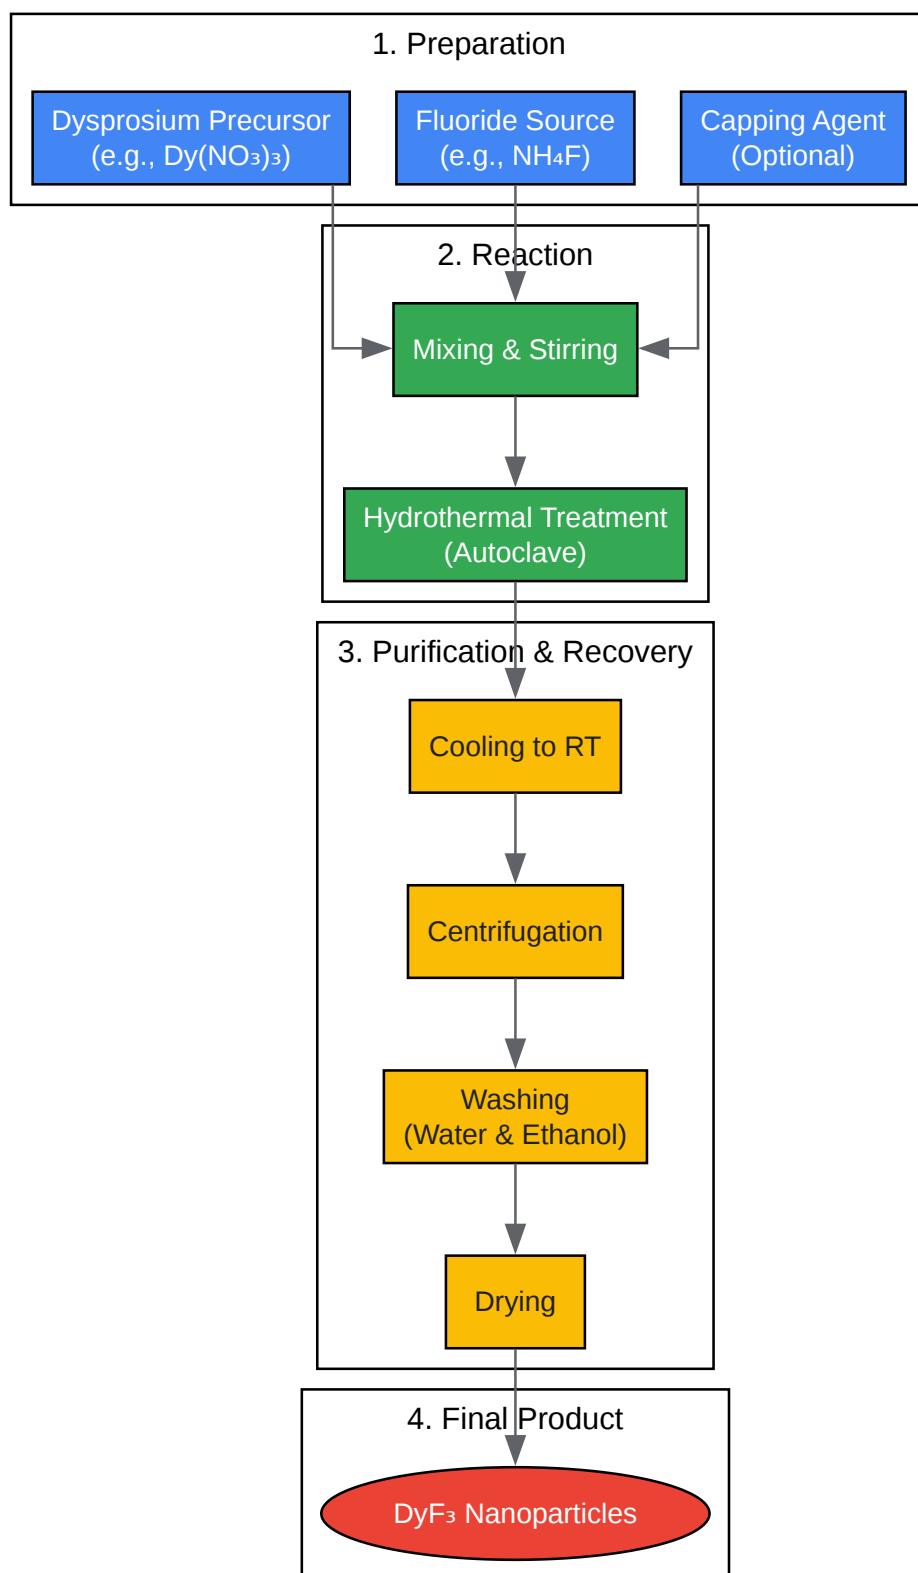 1. Preparation
Dysprosium Precursor
(e.g., Dy(NO₃)₃)
Fluoride Source
(e.g., NH₄F)
Capping Agent
(Optional)
2. Reaction
Mixing & Stirring
Hydrothermal Treatment
(Autoclave)
3. Purification & Recovery
Cooling to RT
Centrifugation
Washing
(Water & Ethanol)
Drying
4. Final Product
DyF₃ Nanoparticles